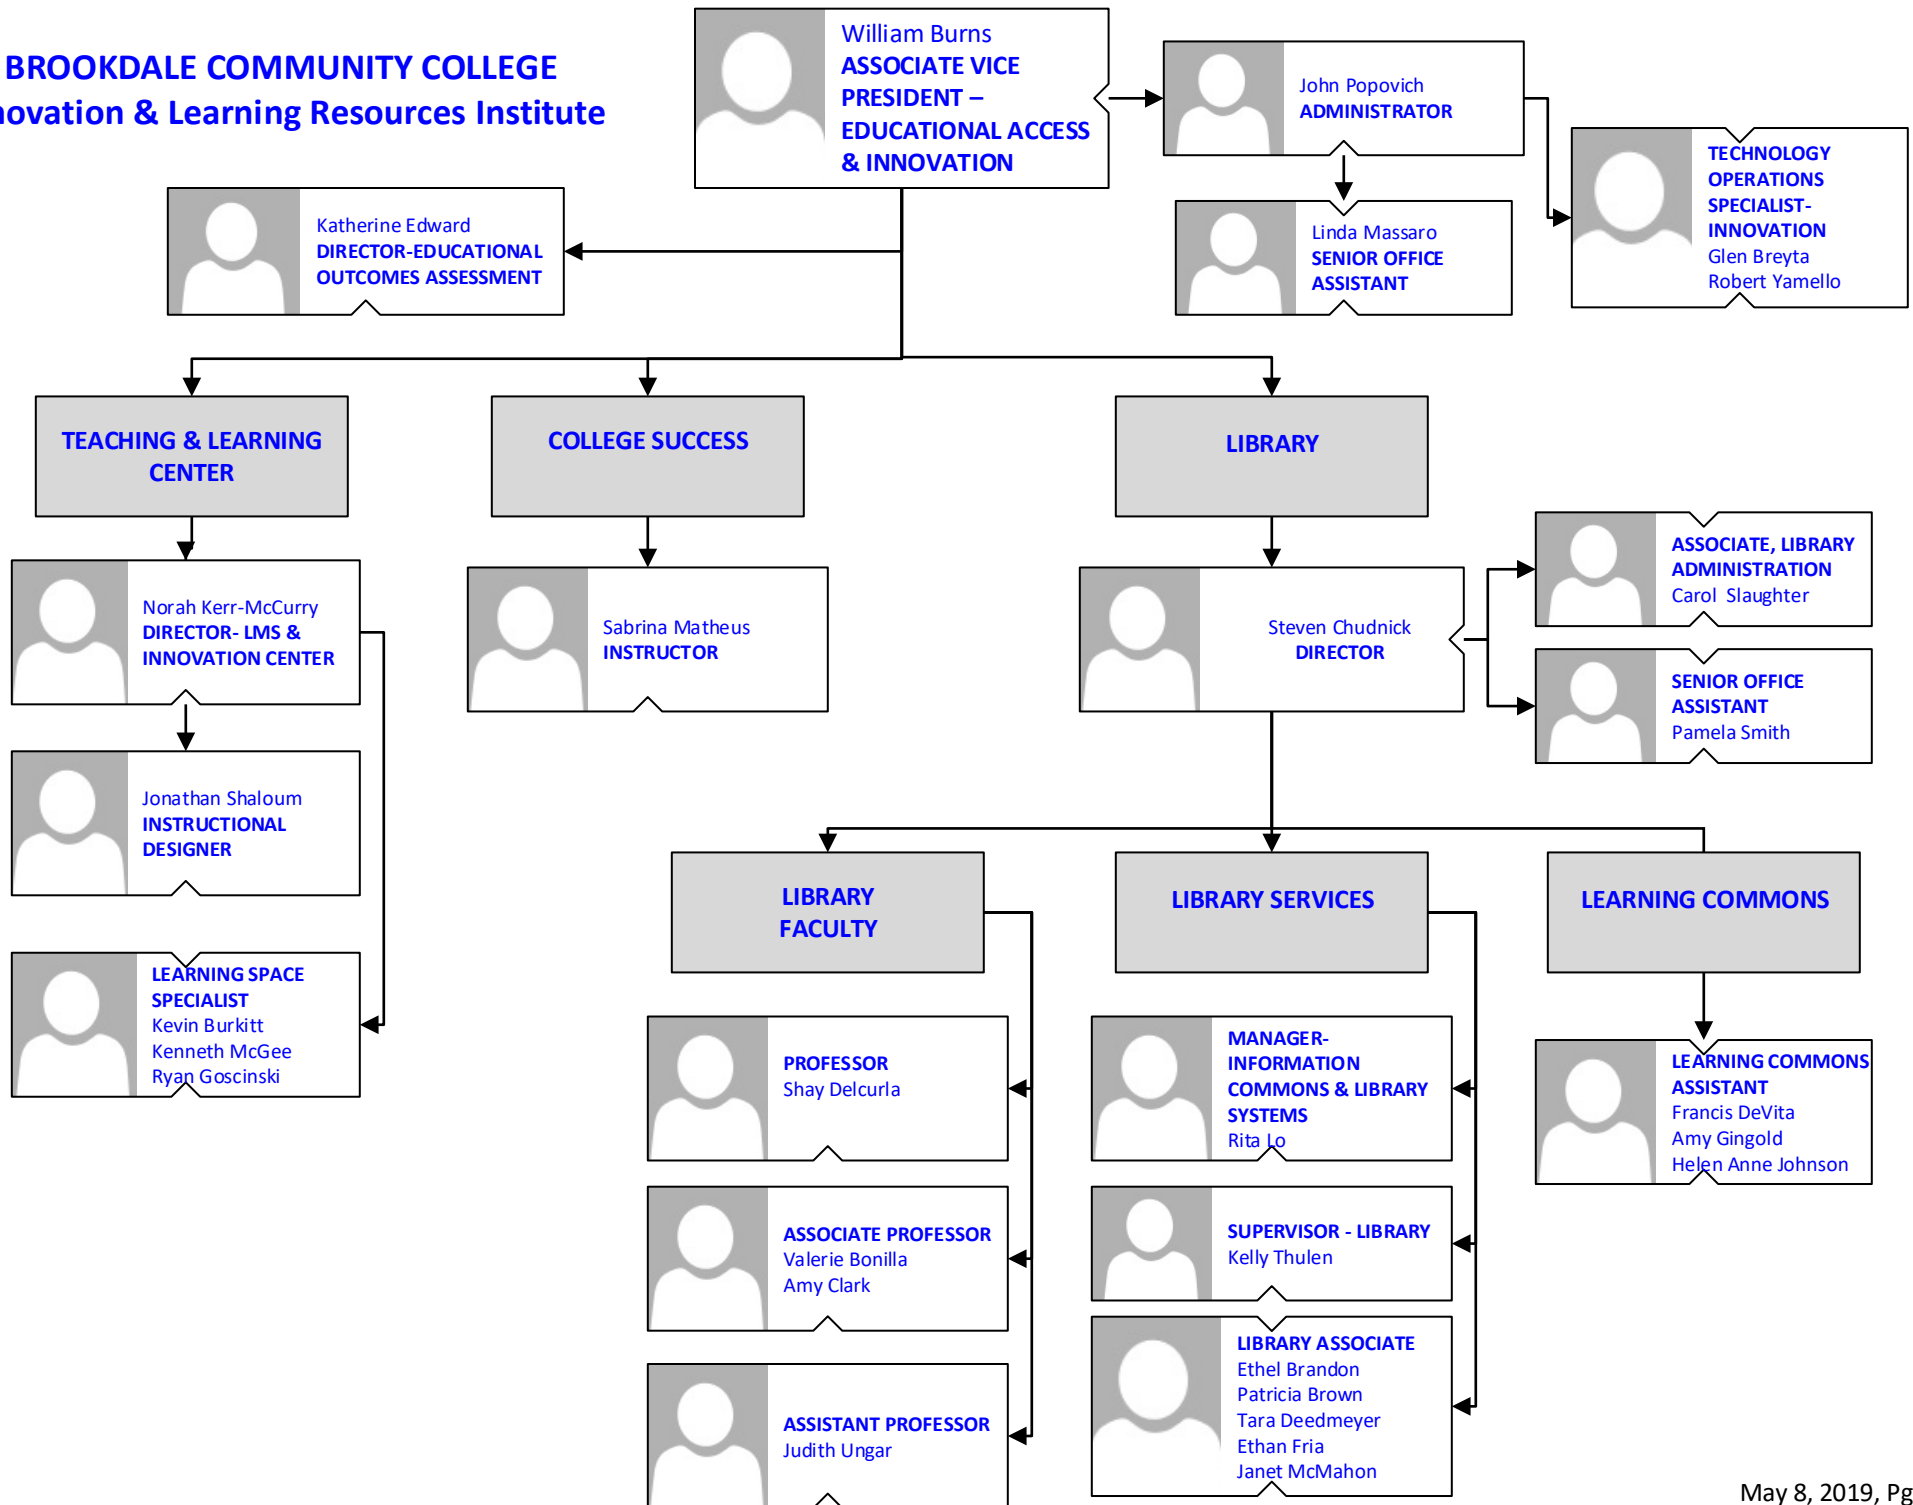 BROOKDALE COMMUNITY COLLEGE
& Learning Resources Institute
William Burns
ASSOCIATE VICE
PRESIDENT –
EDUCATIONAL ACCESS
& INNOVATION
John Popovich
ADMINISTRATOR
TECHNOLOGY
OPERATIONS
SPECIALIST-
INNOVATION
Glen Breyta
Robert Yamello
Linda Massaro
SENIOR OFFICE
ASSISTANT
Katherine Edward
DIRECTOR-EDUCATIONAL
OUTCOMES ASSESSMENT
TEACHING & LEARNING
CENTER
COLLEGE SUCCESS
LIBRARY
Norah Kerr-McCurry
DIRECTOR- LMS &
INNOVATION CENTER
Sabrina Matheus
INSTRUCTOR
Steven Chudnick
DIRECTOR
ASSOCIATE, LIBRARY
ADMINISTRATION
Carol  Slaughter
SENIOR OFFICE
ASSISTANT
Pamela Smith
Jonathan Shaloum
INSTRUCTIONAL
DESIGNER
LEARNING SPACE
SPECIALIST
Kevin Burkitt
Kenneth McGee
Ryan Goscinski
LIBRARY
FACULTY
LIBRARY SERVICES
LEARNING COMMONS
PROFESSOR
Shay Delcurla
ASSOCIATE PROFESSOR
Valerie Bonilla
Amy Clark
ASSISTANT PROFESSOR
Judith Ungar
MANAGER-
INFORMATION
COMMONS & LIBRARY
SYSTEMS
Rita Lo
SUPERVISOR - LIBRARY
Kelly Thulen
LIBRARY ASSOCIATE
Ethel Brandon
Patricia Brown
Tara Deedmeyer
Ethan Fria
Janet McMahon
LEARNING COMMONS
ASSISTANT
Francis DeVita
Amy Gingold
Helen Anne Johnson
May 8, 2019, Pg